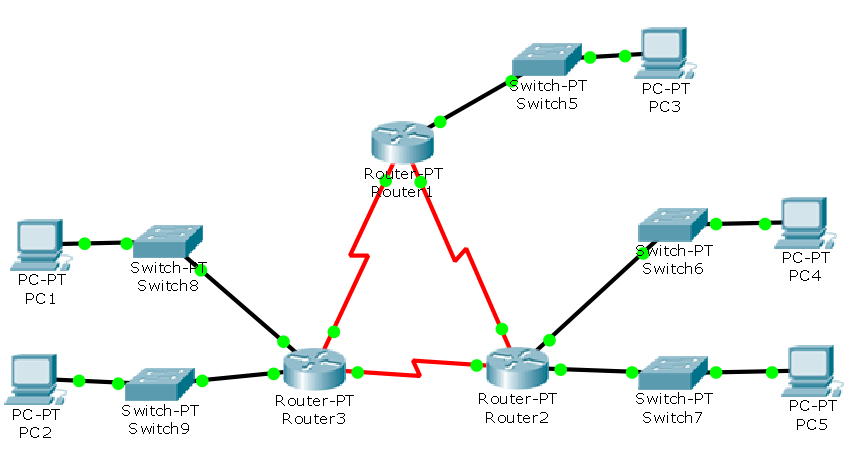 Switch-PT
Switch5
PC-PT
PC3
Router-PT
Router1
Switch-PT
Switch8
PC-PT
PC1
Switch-PT
Switch6
PC-PT
PC4
Router-PT
Router3
Router-PT
Router2
Switch-PT
Switch9
PC-PT
PC2
Switch-PT
Switch7
PC-PT
PC5